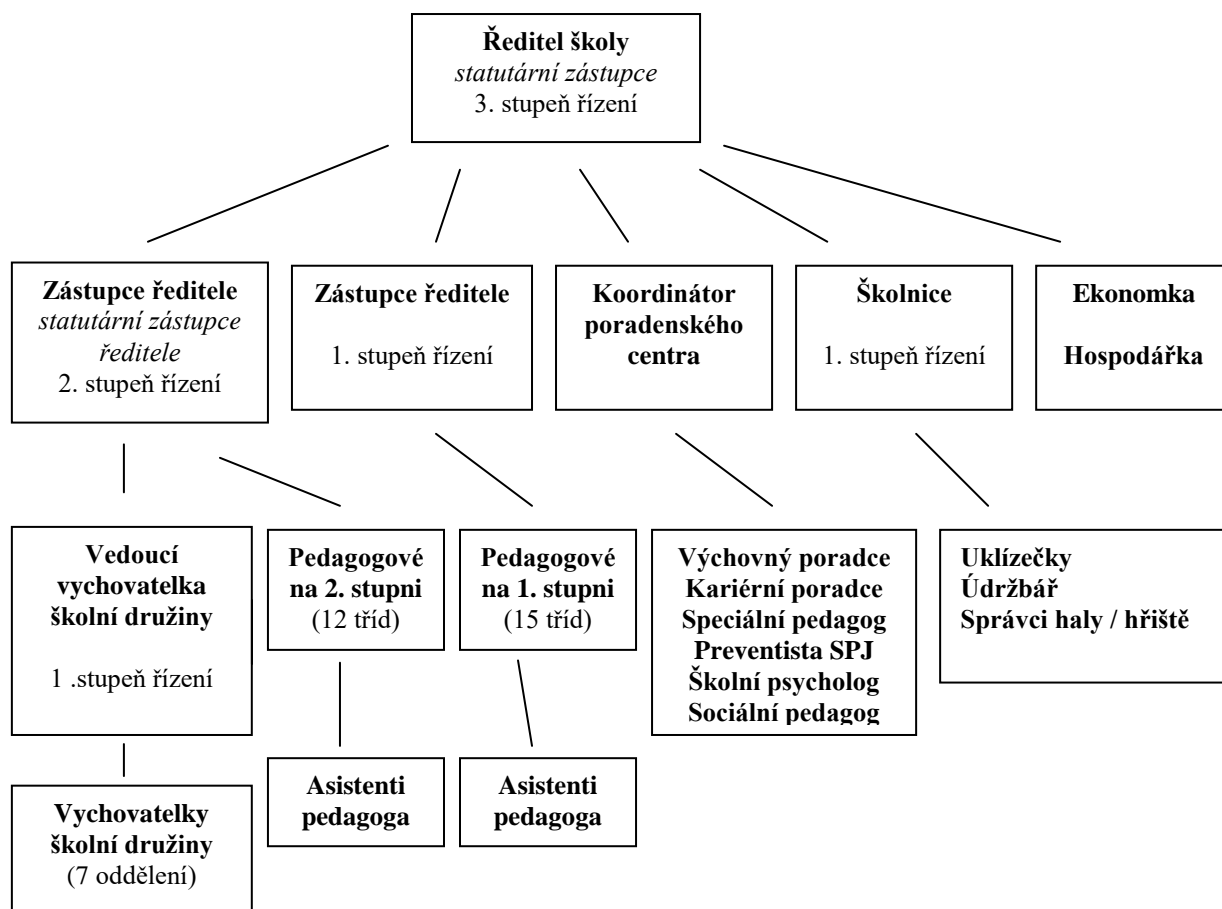 Ředitel školy
statutární zástupce
3. stupeň řízení
Zástupce ředitele
statutární zástupce
ředitele
2. stupeň řízení
Zástupce ředitele
1. stupeň řízení
Koordinátor
poradenského
centra
Školnice
1. stupeň řízení
Ekonomka
Hospodářka
Vedoucí
vychovatelka
školní družiny
1 .stupeň řízení
Pedagogové
na 2. stupni
(12 tříd)
Pedagogové
na 1. stupni
(15 tříd)
Výchovný poradce
Kariérní poradce
Speciální pedagog
Preventista SPJ
Školní psycholog
Sociální pedagog
Uklízečky
Údržbář
Správci haly / hřiště
Vychovatelky
školní družiny
(7 oddělení)
Asistenti
pedagoga
Asistenti
pedagoga